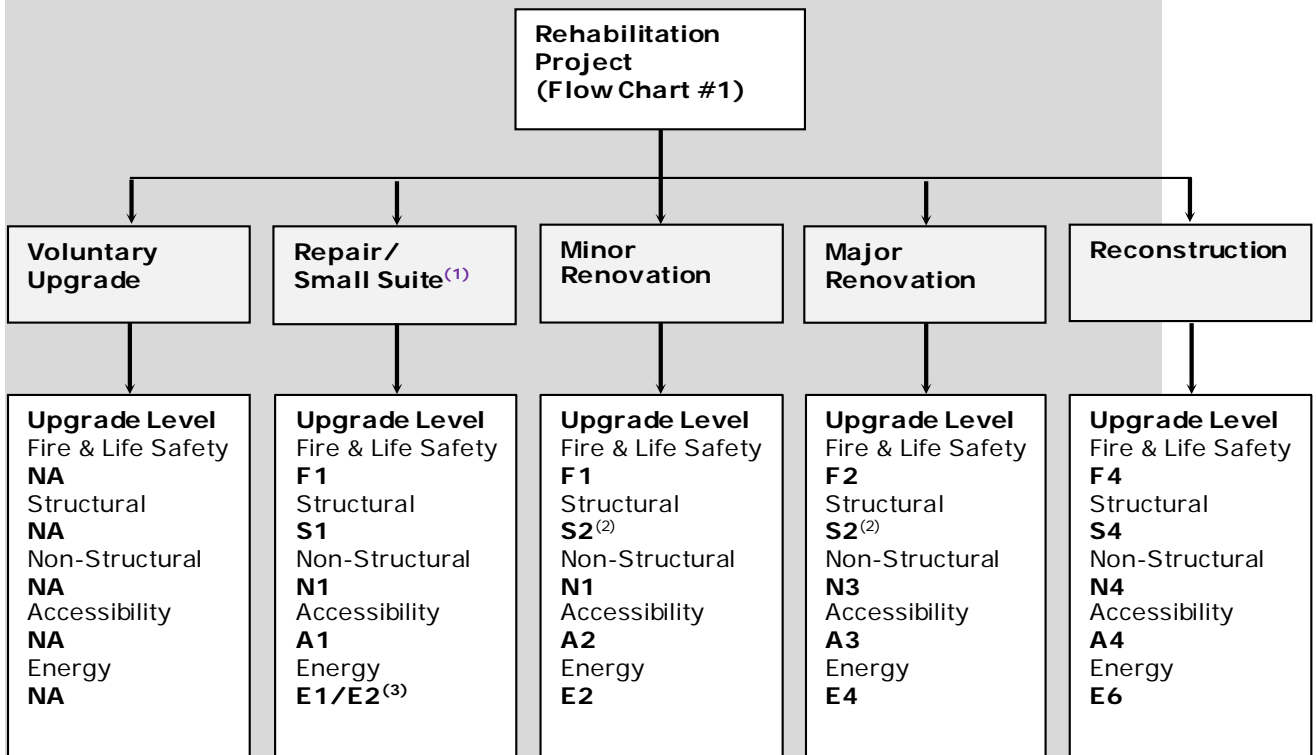 Rehabilitation
Project
(Flow Chart #1)
Voluntary
Upgrade
Repair/
Small Suite(1)
Minor
Renovation
Major
Renovation
Reconstruction
Upgrade Level
Fire & Life Safety
NA
Structural
NA
Non-Structural
NA
Accessibility
NA
Energy
NA
Upgrade Level
Fire & Life Safety
F1
Structural
S1
Non-Structural
N1
Accessibility
A1
Energy
E1/E2(3)
Upgrade Level
Fire & Life Safety
F1
Structural
S2(2)
Non-Structural
N1
Accessibility
A2
Energy
E2
Upgrade Level
Fire & Life Safety
F2
Structural
S2(2)
Non-Structural
N3
Accessibility
A3
Energy
E4
Upgrade Level
Fire & Life Safety
F4
Structural
S4
Non-Structural
N4
Accessibility
A4
Energy
E6